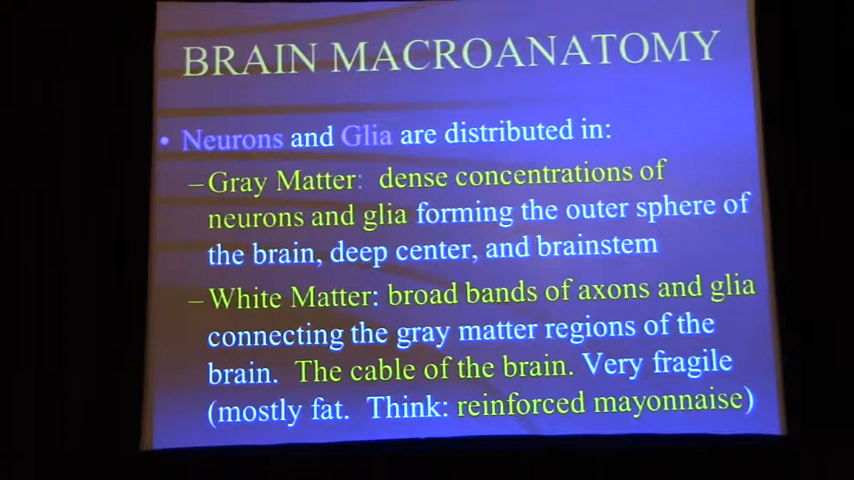 BRAIN MACROANATOMY
• Neurons and Glia are distributed in:
–Gray Matter: dense concentrations of
neurons and glia forming the outer sphere of
the brain, deep center, and brainstem
–White Matter: broad bands of axons and glia
connecting the gray matter regions of the
brain. The cable of the brain. Very fragile
(mostly fat. Think: reinforced mayonnaise)